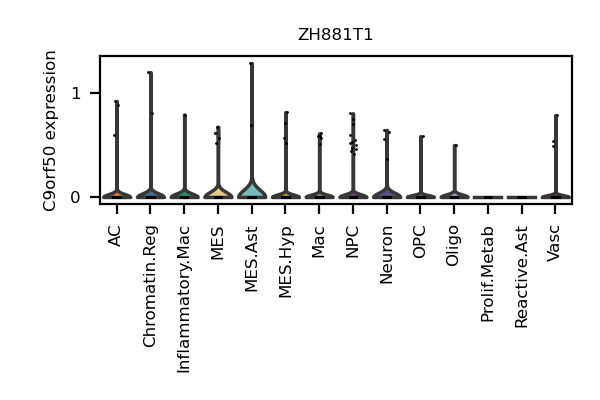 ZH881T1
C9orf50 expression
1
0
AC
Chromatin.Reg
Inflammatory.Mac
MES
MES.Ast
MES.Hyp
Mac
NPC
Neuron
OPC
Oligo
Prolif.Metab
Reactive.Ast
Vasc